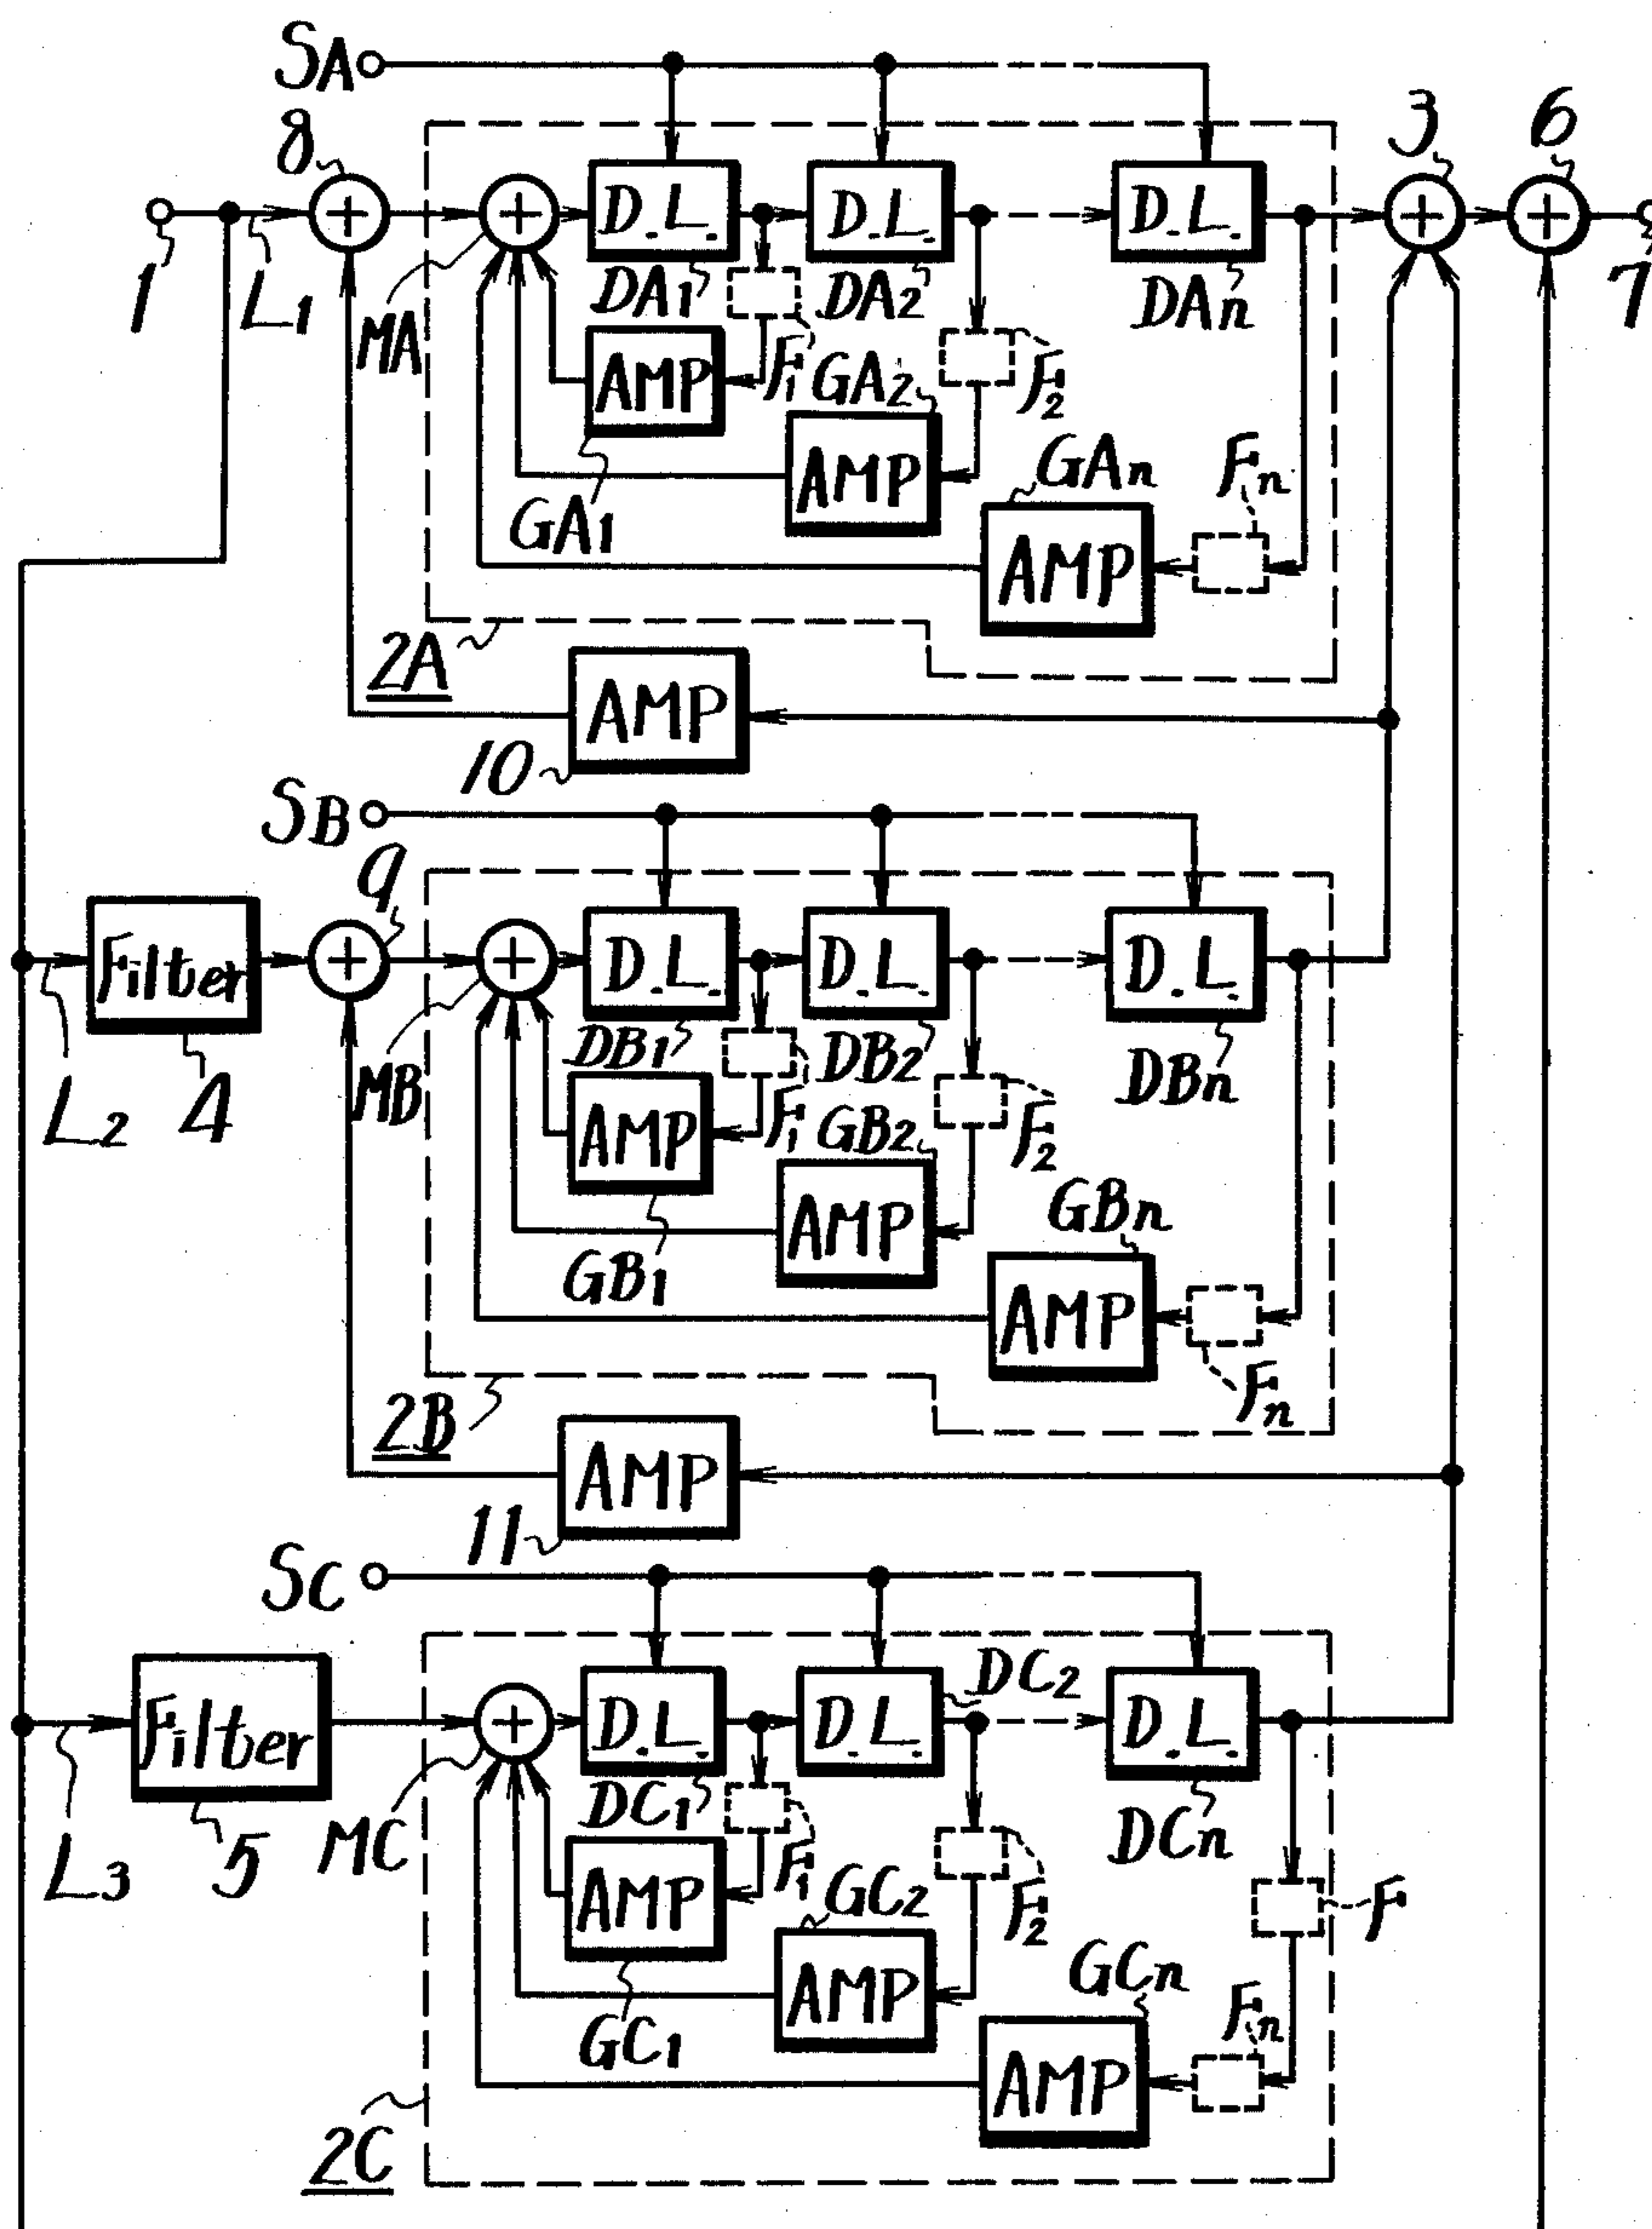 SA
8
3
6
+
+
D.L.
D.L.
D.L.
+
+
1
L1
MA
DA1
DA2
DAn
7
F1
GA2
F2
AMP
AMP
GAn
Fn
GA1
AMP
2A
AMP
10
SB
9
Filter
+
+
D.L.
D.L.
D.L.
L2
4
MB
DB1
DB2
DBn
F1
GB2
F2
AMP
AMP
GBn
GB1
AMP
Fn
2B
AMP
11
SC
DC2
Filter
+
D.L.
D.L.
D.L.
L3
5
MC
DC1
DCn
F1
GC2
F2
F
AMP
AMP
GCn
Fn
GC1
AMP
2C